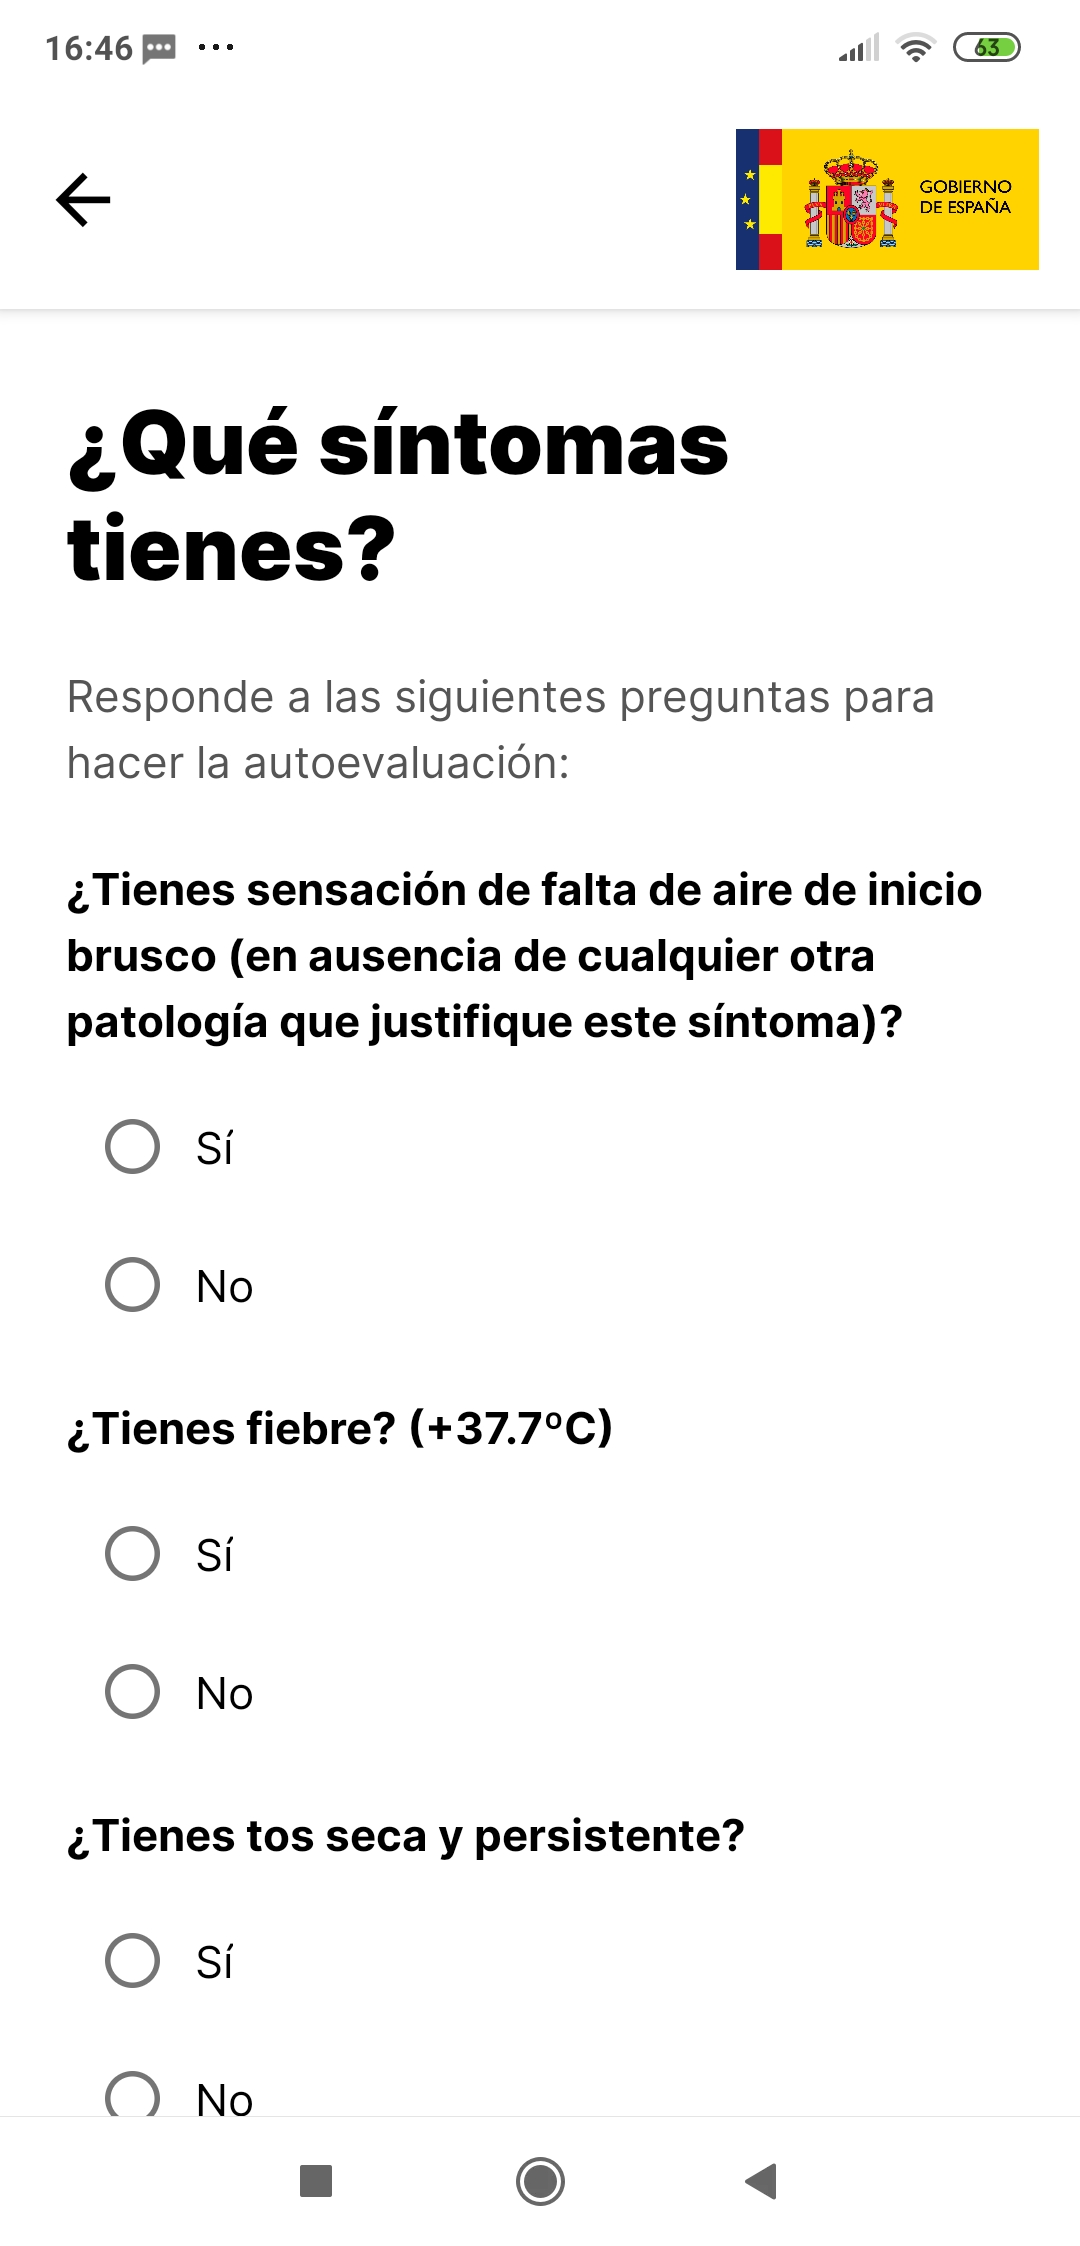 16:46
63
GOBIERNO
DE ESPAÑA
¿Qué síntomas
tienes?
Responde a las siguientes preguntas para
hacer la autoevaluación:
¿Tienes sensación de falta de aire de inicio
brusco (en ausencia de cualquier otra
patología que justifique este síntoma)?
Sí
No
¿Tienes fiebre? (+37.7ºC)
Sí
No
¿Tienes tos seca y persistente?
Sí
No